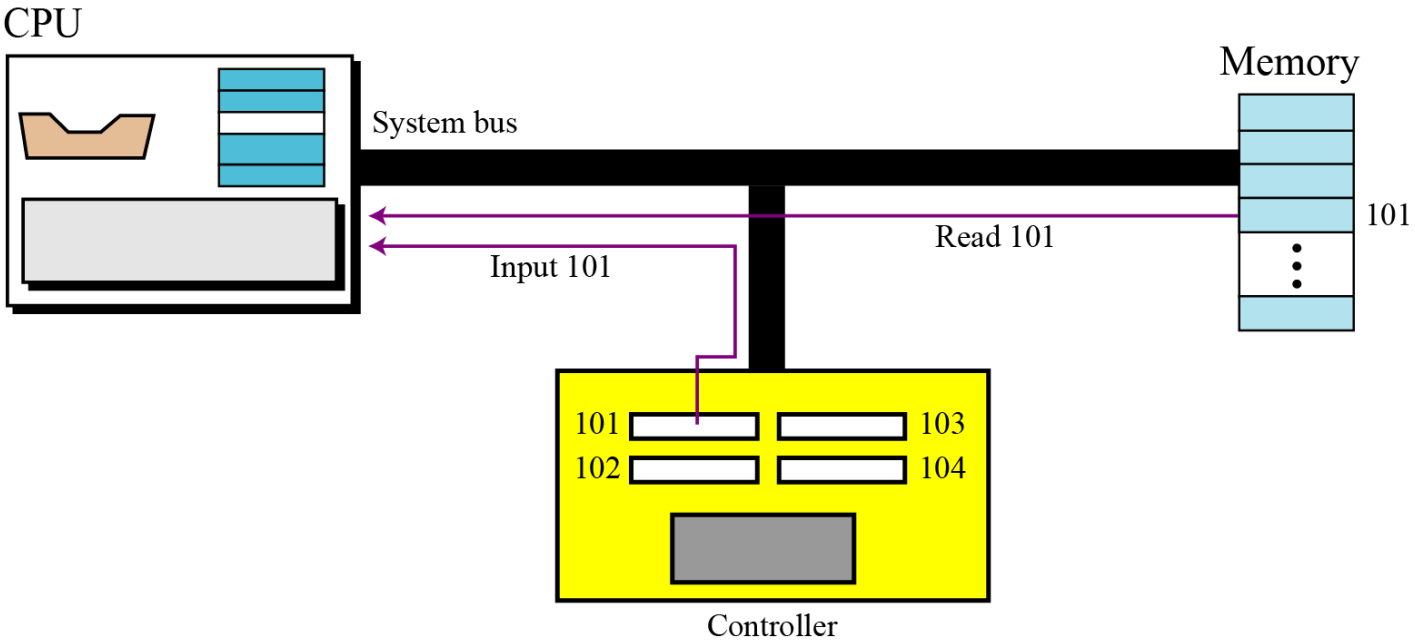 CPU
Memory
System bus
101
Read 101
Input 101
101
103
102
104
Controller